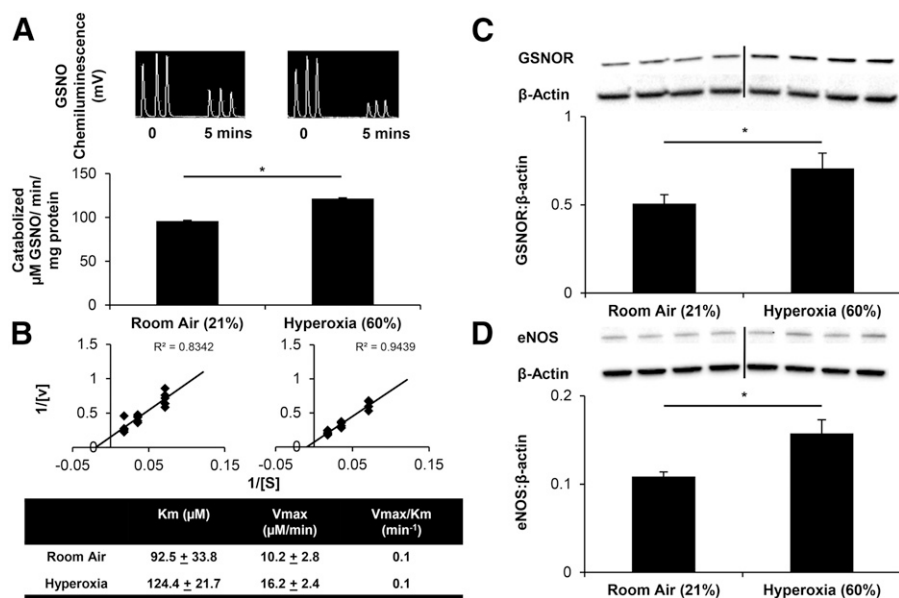 A
GSNO
Chemiluminescence
(mV)
0 5 mins 0 5 mins
Catabolized
µM GSNO/ min/
mg protein
150
100
50
0
*
Room Air (21%) Hyperoxia (60%)
B
R² = 0.8342
1/[v]
1.5
1
0.5
0
-0.05 0.05 0.15
R² = 0.9439
1.5
1
0.5
0
-0.05 0.05 0.15
1/[S]
Km (µM) Vmax (µM/min) Vmax/Km (min-1)
Room Air 92.5 ± 33.8 10.2 ± 2.8 0.1
Hyperoxia 124.4 ± 21.7 16.2 ± 2.4 0.1
C
GSNOR
β-Actin
GSNOR:β-actin
1
0.5
0
*
Room Air (21%) Hyperoxia (60%)
D
eNOS
β-Actin
eNOS:β-actin
0.2
0.1
0
*
Room Air (21%) Hyperoxia (60%)